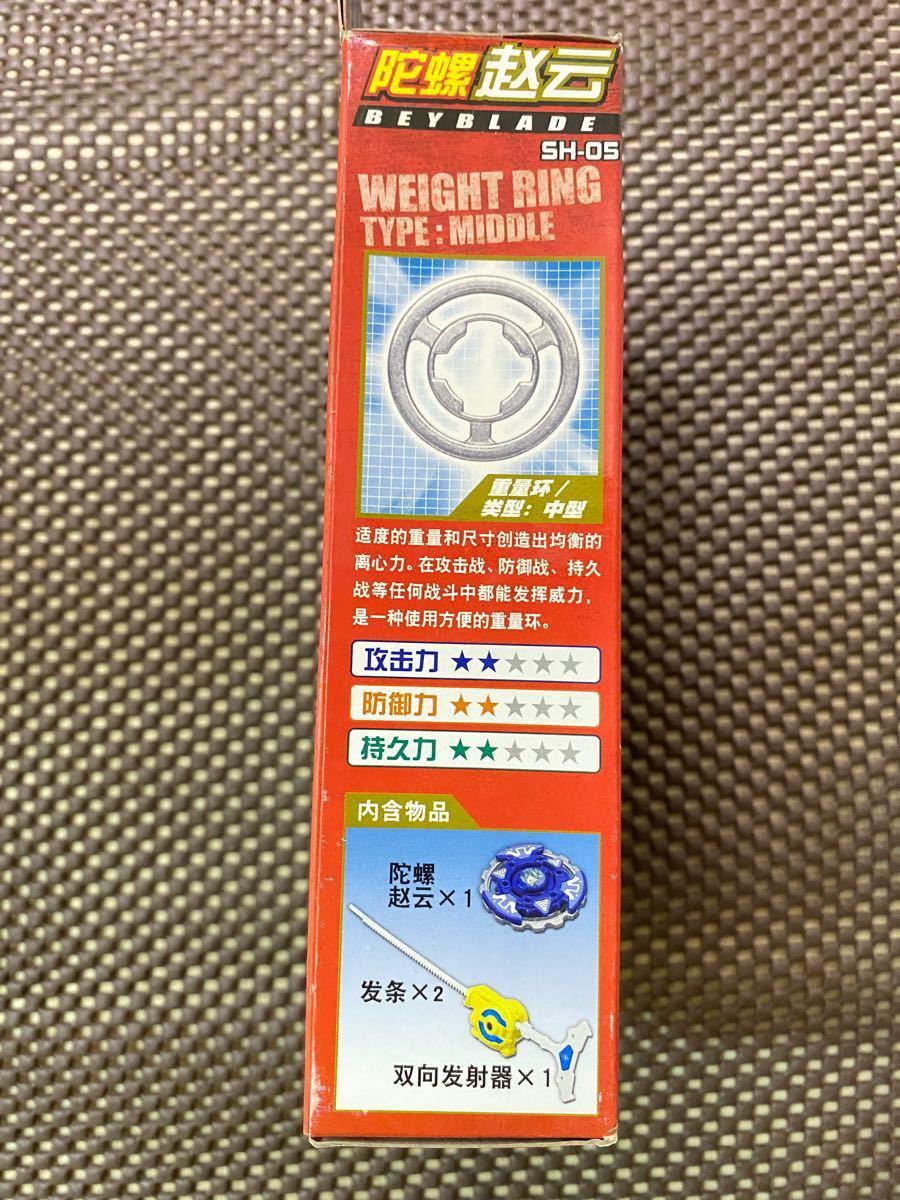 陀螺赵云
BEYBLADE
SH-05
WEIGHT RING
TYPE : MIDDLE
重量环/
类型：中型
适度的重量和尺寸创造出均衡的
离心力。在攻击战、防御战、持久
战等任何战斗中都能发挥威力，
是一种使用方便的重量环。
攻击力 ★★★★★
防御力 ★★★★★
持久力 ★★★★★
内含物品
陀螺
赵云×1
发条×2
双向发射器×1